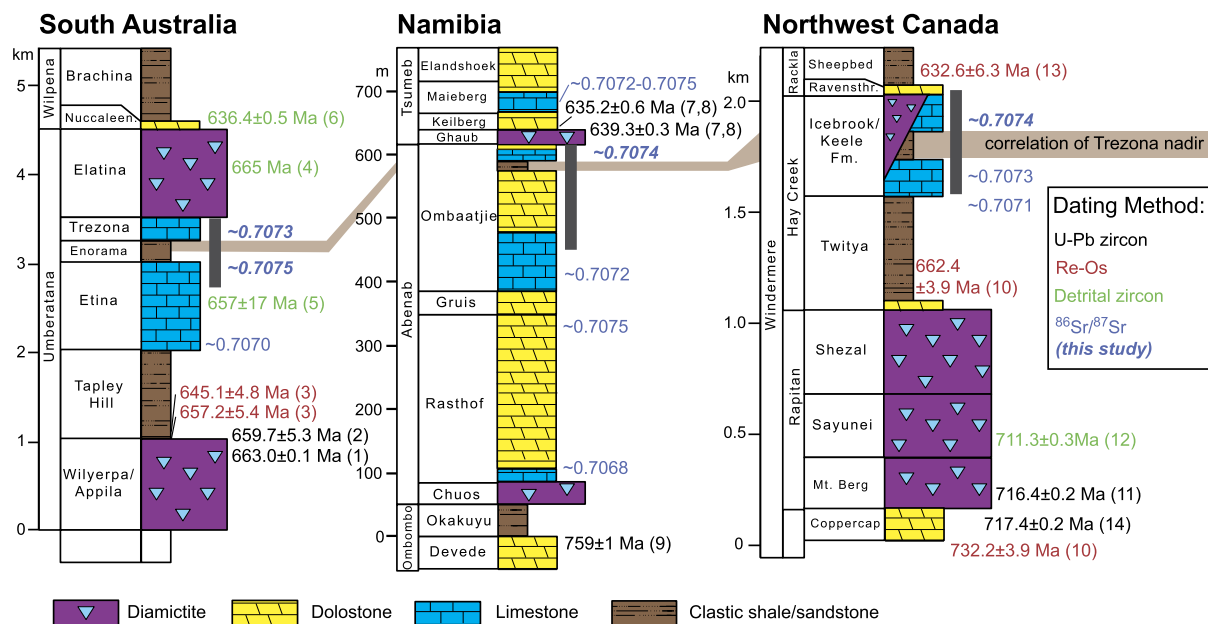 South Australia
km
5
4
3
2
1
0
Wilpena
Umberatana
Brachina
Nuccaleen.
Elatina
Trezona
Enorama
Etina
Tapley
Hill
Wilyerpa/
Appila
636.4±0.5 Ma (6)
665 Ma (4)
~0.7073
~0.7075
657±17 Ma (5)
~0.7070
645.1±4.8 Ma (3)
657.2±5.4 Ma (3)
659.7±5.3 Ma (2)
663.0±0.1 Ma (1)
Namibia
m
700
600
500
400
300
200
100
0
Tsumeb
Abenab
Ombombo
Elandshoek
Maieberg
Keilberg
Ghaub
Ombaatjie
Gruis
Rasthof
Chuos
Okakuyu
Devede
~0.7072-0.7075
635.2±0.6 Ma (7,8)
639.3±0.3 Ma (7,8)
~0.7074
~0.7072
~0.7075
~0.7068
759±1 Ma (9)
Northwest Canada
km
2.0
1.5
1.0
0.5
0
Windermere
Rackla
Hay Creek
Rapitan
Sheepbed
Ravensthr.
Icebrook/
Keele
Fm.
Twitya
Shezal
Sayunei
Mt. Berg
Coppercap
632.6±6.3 Ma (13)
~0.7074
correlation of Trezona nadir
~0.7073
~0.7071
662.4
±3.9 Ma (10)
711.3±0.3Ma (12)
716.4±0.2 Ma (11)
717.4±0.2 Ma (14)
732.2±3.9 Ma (10)
Dating Method:
U-Pb zircon
Re-Os
Detrital zircon
⁸⁶Sr/⁸⁷Sr
(this study)
Diamictite
Dolostone
Limestone
Clastic shale/sandstone